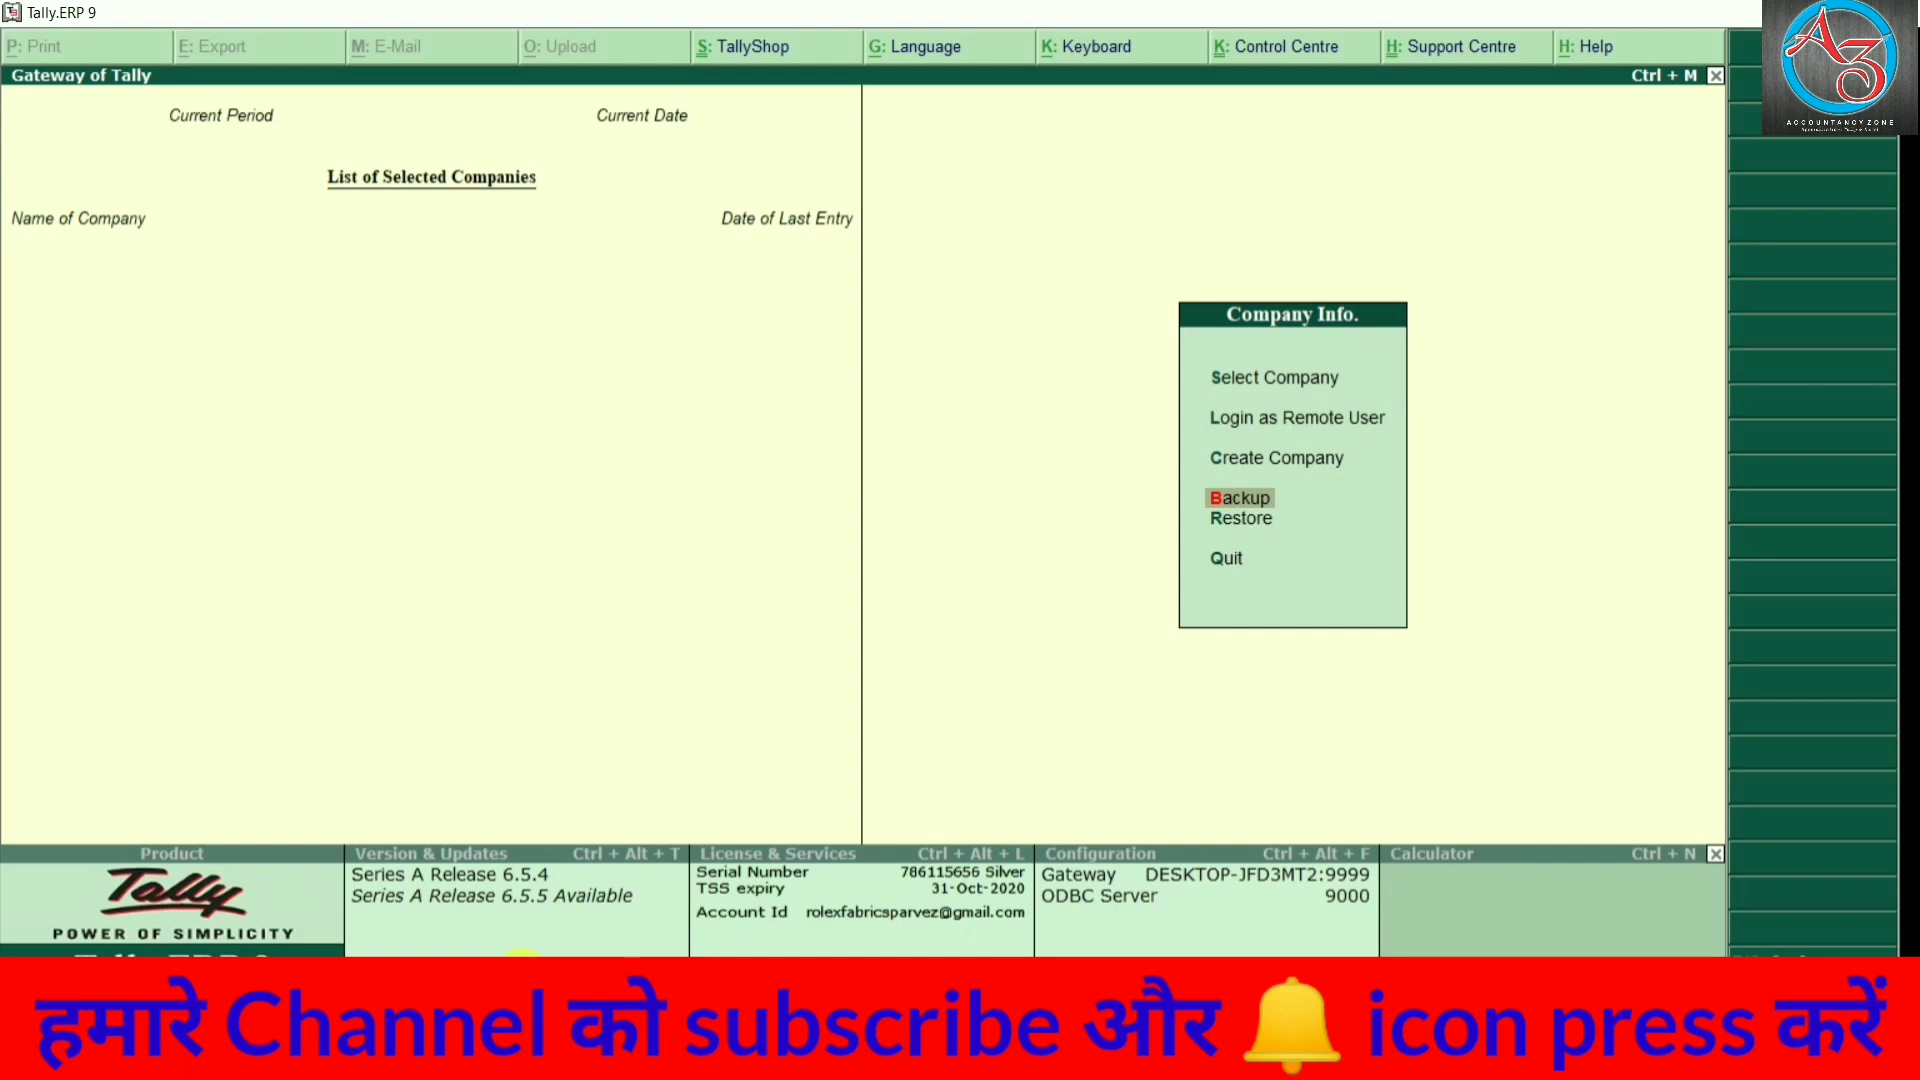 Tally.ERP 9
P: Print E: Export M: E-Mail O: Upload S: TallyShop G: Language K: Keyboard K: Control Centre H: Support Centre H: Help
Gateway of Tally Ctrl + M
Current Period Current Date
List of Selected Companies
Name of Company Date of Last Entry
Company Info.
Select Company
Login as Remote User
Create Company
Backup
Restore
Quit
Product
Tally
POWER OF SIMPLICITY
Version & Updates Ctrl + Alt + T
Series A Release 6.5.4
Series A Release 6.5.5 Available
License & Services Ctrl + Alt + L
Serial Number 786115656 Silver
TSS expiry 31-Oct-2020
Account Id rolexfabricsparvez@gmail.com
Configuration Ctrl + Alt + F
Gateway DESKTOP-JFD3MT2:9999
ODBC Server 9000
Calculator Ctrl + N
ACCOUNTANCY ZONE
हमारे Channel को subscribe और 🔔 icon press करें